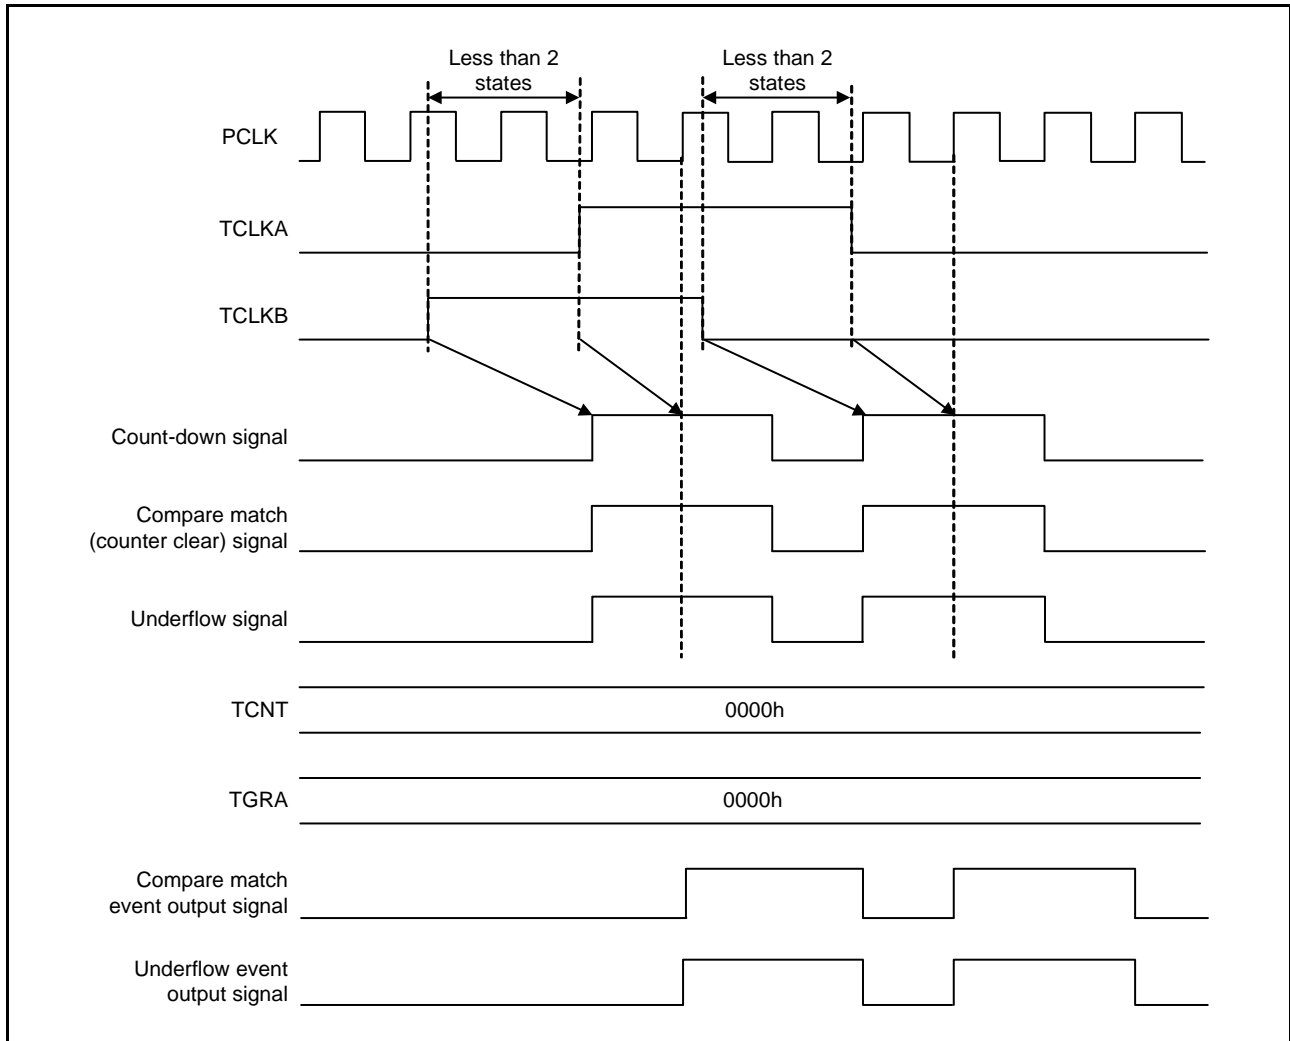 Less than 2
states
Less than 2
states
PCLK
TCLKA
TCLKB
Count-down signal
Compare match
(counter clear) signal
Underflow signal
TCNT
0000h
TGRA
0000h
Compare match
event output signal
Underflow event
output signal